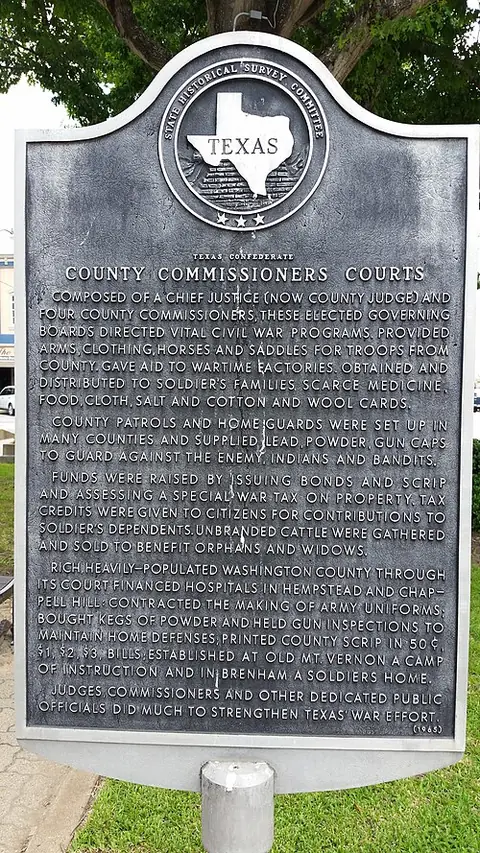 STATE HISTORICAL SURVEY COMMITTEE
TEXAS
TEXAS CONFEDERATE
COUNTY COMMISSIONERS COURTS
COMPOSED OF A CHIEF JUSTICE (NOW COUNTY JUDGE) AND
FOUR COUNTY COMMISSIONERS, THESE ELECTED GOVERNING
BOARDS DIRECTED VITAL CIVIL WAR PROGRAMS. PROVIDED
ARMS, CLOTHING, HORSES AND SADDLES FOR TROOPS FROM
COUNTY. GAVE AID TO WARTIME FACTORIES. OBTAINED AND
DISTRIBUTED TO SOLDIER'S FAMILIES, SCARCE MEDICINE,
FOOD, CLOTH, SALT AND COTTON AND WOOL CARDS.
COUNTY PATROLS AND HOME GUARDS WERE SET UP IN
MANY COUNTIES AND SUPPLIED LEAD, POWDER, GUN CAPS
TO GUARD AGAINST THE ENEMY, INDIANS AND BANDITS.
FUNDS WERE RAISED BY ISSUING BONDS AND SCRIP
AND ASSESSING A SPECIAL WAR TAX ON PROPERTY. TAX
CREDITS WERE GIVEN TO CITIZENS FOR CONTRIBUTIONS TO
SOLDIER'S DEPENDENTS. UNBRANDED CATTLE WERE GATHERED
AND SOLD TO BENEFIT ORPHANS AND WIDOWS.
RICH, HEAVILY-POPULATED WASHINGTON COUNTY THROUGH
ITS COURT FINANCED HOSPITALS IN HEMPSTEAD AND CHAP-
PELL HILL; CONTRACTED THE MAKING OF ARMY UNIFORMS;
BOUGHT KEGS OF POWDER AND HELD GUN INSPECTIONS TO
MAINTAIN HOME DEFENSES; PRINTED COUNTY SCRIP IN 50 ¢,
$1, $2, $3, BILLS; ESTABLISHED AT OLD MT. VERNON A CAMP
OF INSTRUCTION AND IN BRENHAM A SOLDIERS HOME.
JUDGES, COMMISSIONERS AND OTHER DEDICATED PUBLIC
OFFICIALS DID MUCH TO STRENGTHEN TEXAS' WAR EFFORT.
(1965)